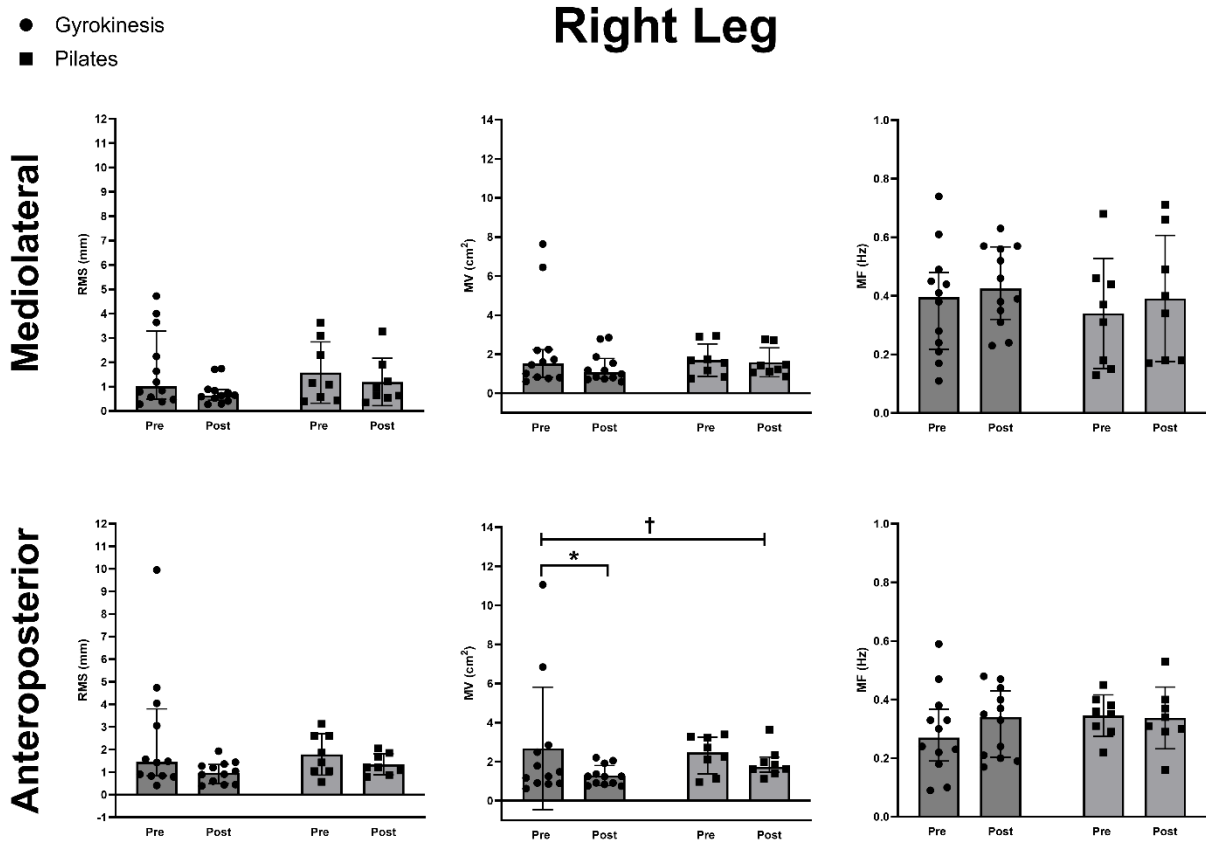 Right Leg
Gyrokinesis
Pilates
Mediolateral
RMS (mm)
12
11
10
9
8
7
6
5
4
3
2
1
0
Pre
Post
Pre
Post
MV (cm²)
14
12
10
8
6
4
2
0
Pre
Post
Pre
Post
MF (Hz)
1.0
0.8
0.6
0.4
0.2
0.0
Pre
Post
Pre
Post
Anteroposterior
RMS (mm)
12
11
10
9
8
7
6
5
4
3
2
1
0
-1
Pre
Post
Pre
Post
MV (cm²)
14
12
10
8
6
4
2
0
†
*
Pre
Post
Pre
Post
MF (Hz)
1.0
0.8
0.6
0.4
0.2
0.0
Pre
Post
Pre
Post